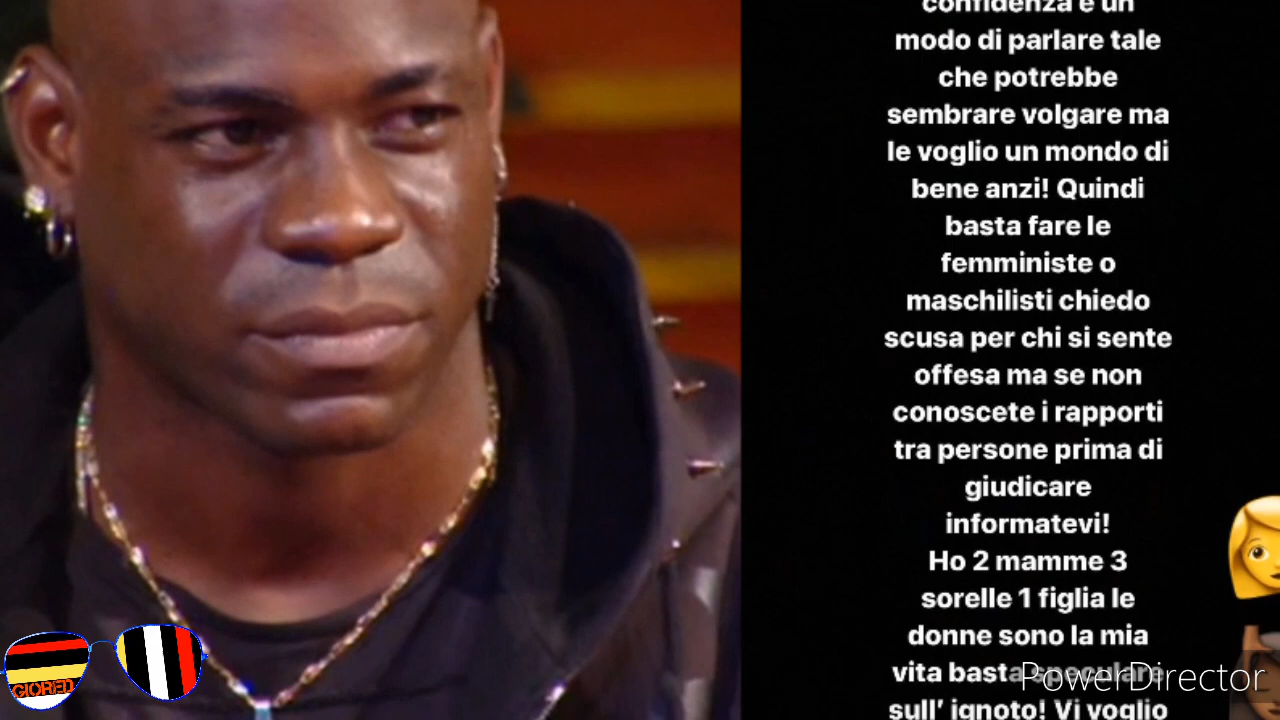 confidenza e un
modo di parlare tale
che potrebbe
sembrare volgare ma
le voglio un mondo di
bene anzi! Quindi
basta fare le
femministe o
maschilisti chiedo
scusa per chi si sente
offesa ma se non
conoscete i rapporti
tra persone prima di
giudicare
informatevi!
Ho 2 mamme 3
sorelle 1 figlia le
donne sono la mia
vita basta speculare
sull' ignoto! Vi voglio
GIORED
PowerDirector